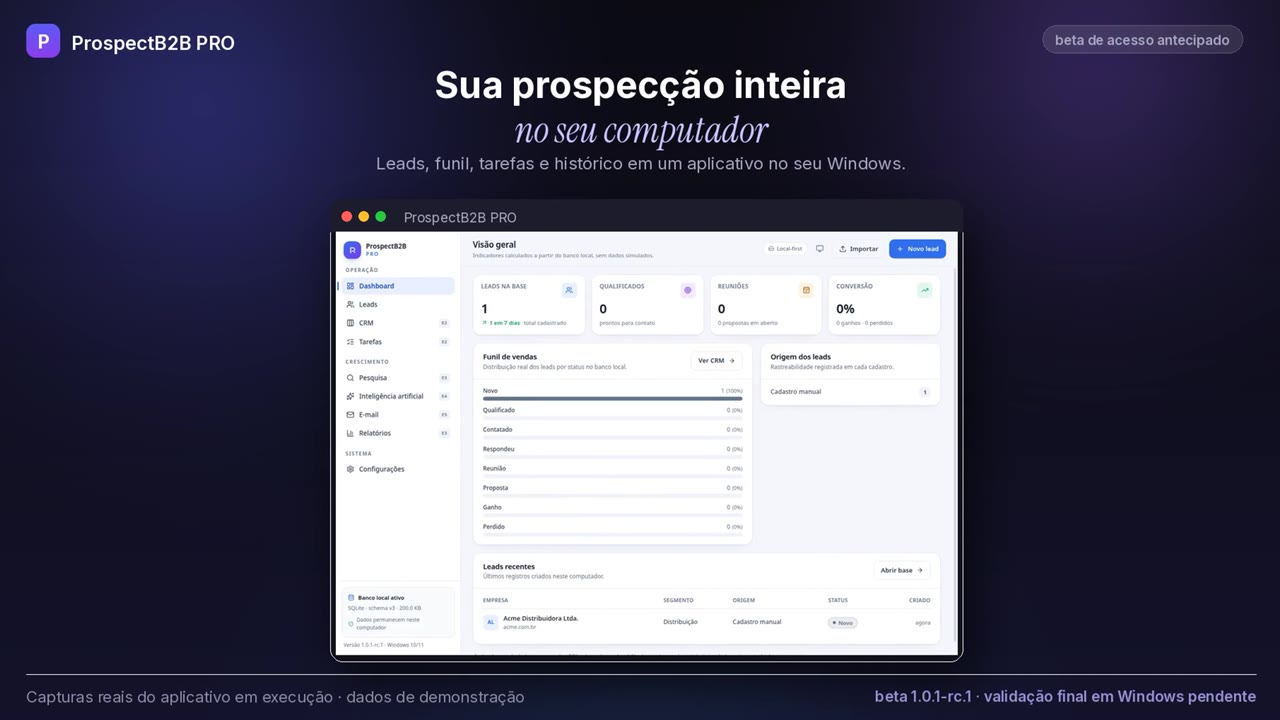 P ProspectB2B PRO
beta de acesso antecipado
Sua prospecção inteira
no seu computador
Leads, funil, tarefas e histórico em um aplicativo no seu Windows.
ProspectB2B PRO
ProspectB2B
PRO
OPERAÇÃO
Dashboard
Leads
CRM
Tarefas
CRESCIMENTO
Pesquisa
Inteligência artificial
E-mail
Relatórios
SISTEMA
Configurações
Banco local ativo
SQLite · schema v3 · 200.0 KB
Dados permanecem neste
computador
Versão 1.0.1-rc.1 · Windows 10/11
Visão geral
Indicadores calculados a partir do banco local, sem dados simulados.
Local-first
Importar
+ Novo lead
LEADS NA BASE
1
1 em 7 dias total cadastrado
QUALIFICADOS
0
prontos para contato
REUNIÕES
0
0 propostas em aberto
CONVERSÃO
0%
0 ganhos · 0 perdidos
Funil de vendas
Distribuição real dos leads por status no banco local.
Ver CRM →
Novo 1 (100%)
Qualificado 0 (0%)
Contatado 0 (0%)
Respondeu 0 (0%)
Reunião 0 (0%)
Proposta 0 (0%)
Ganho 0 (0%)
Perdido 0 (0%)
Origem dos leads
Rastreabilidade registrada em cada cadastro.
Cadastro manual 1
Leads recentes
Últimos registros criados neste computador.
Abrir base →
EMPRESA SEGMENTO ORIGEM STATUS CRIADO
AL Acme Distribuidora Ltda. Distribuição Cadastro manual Novo agora
acme.com.br
Capturas reais do aplicativo em execução · dados de demonstração
beta 1.0.1-rc.1 · validação final em Windows pendente